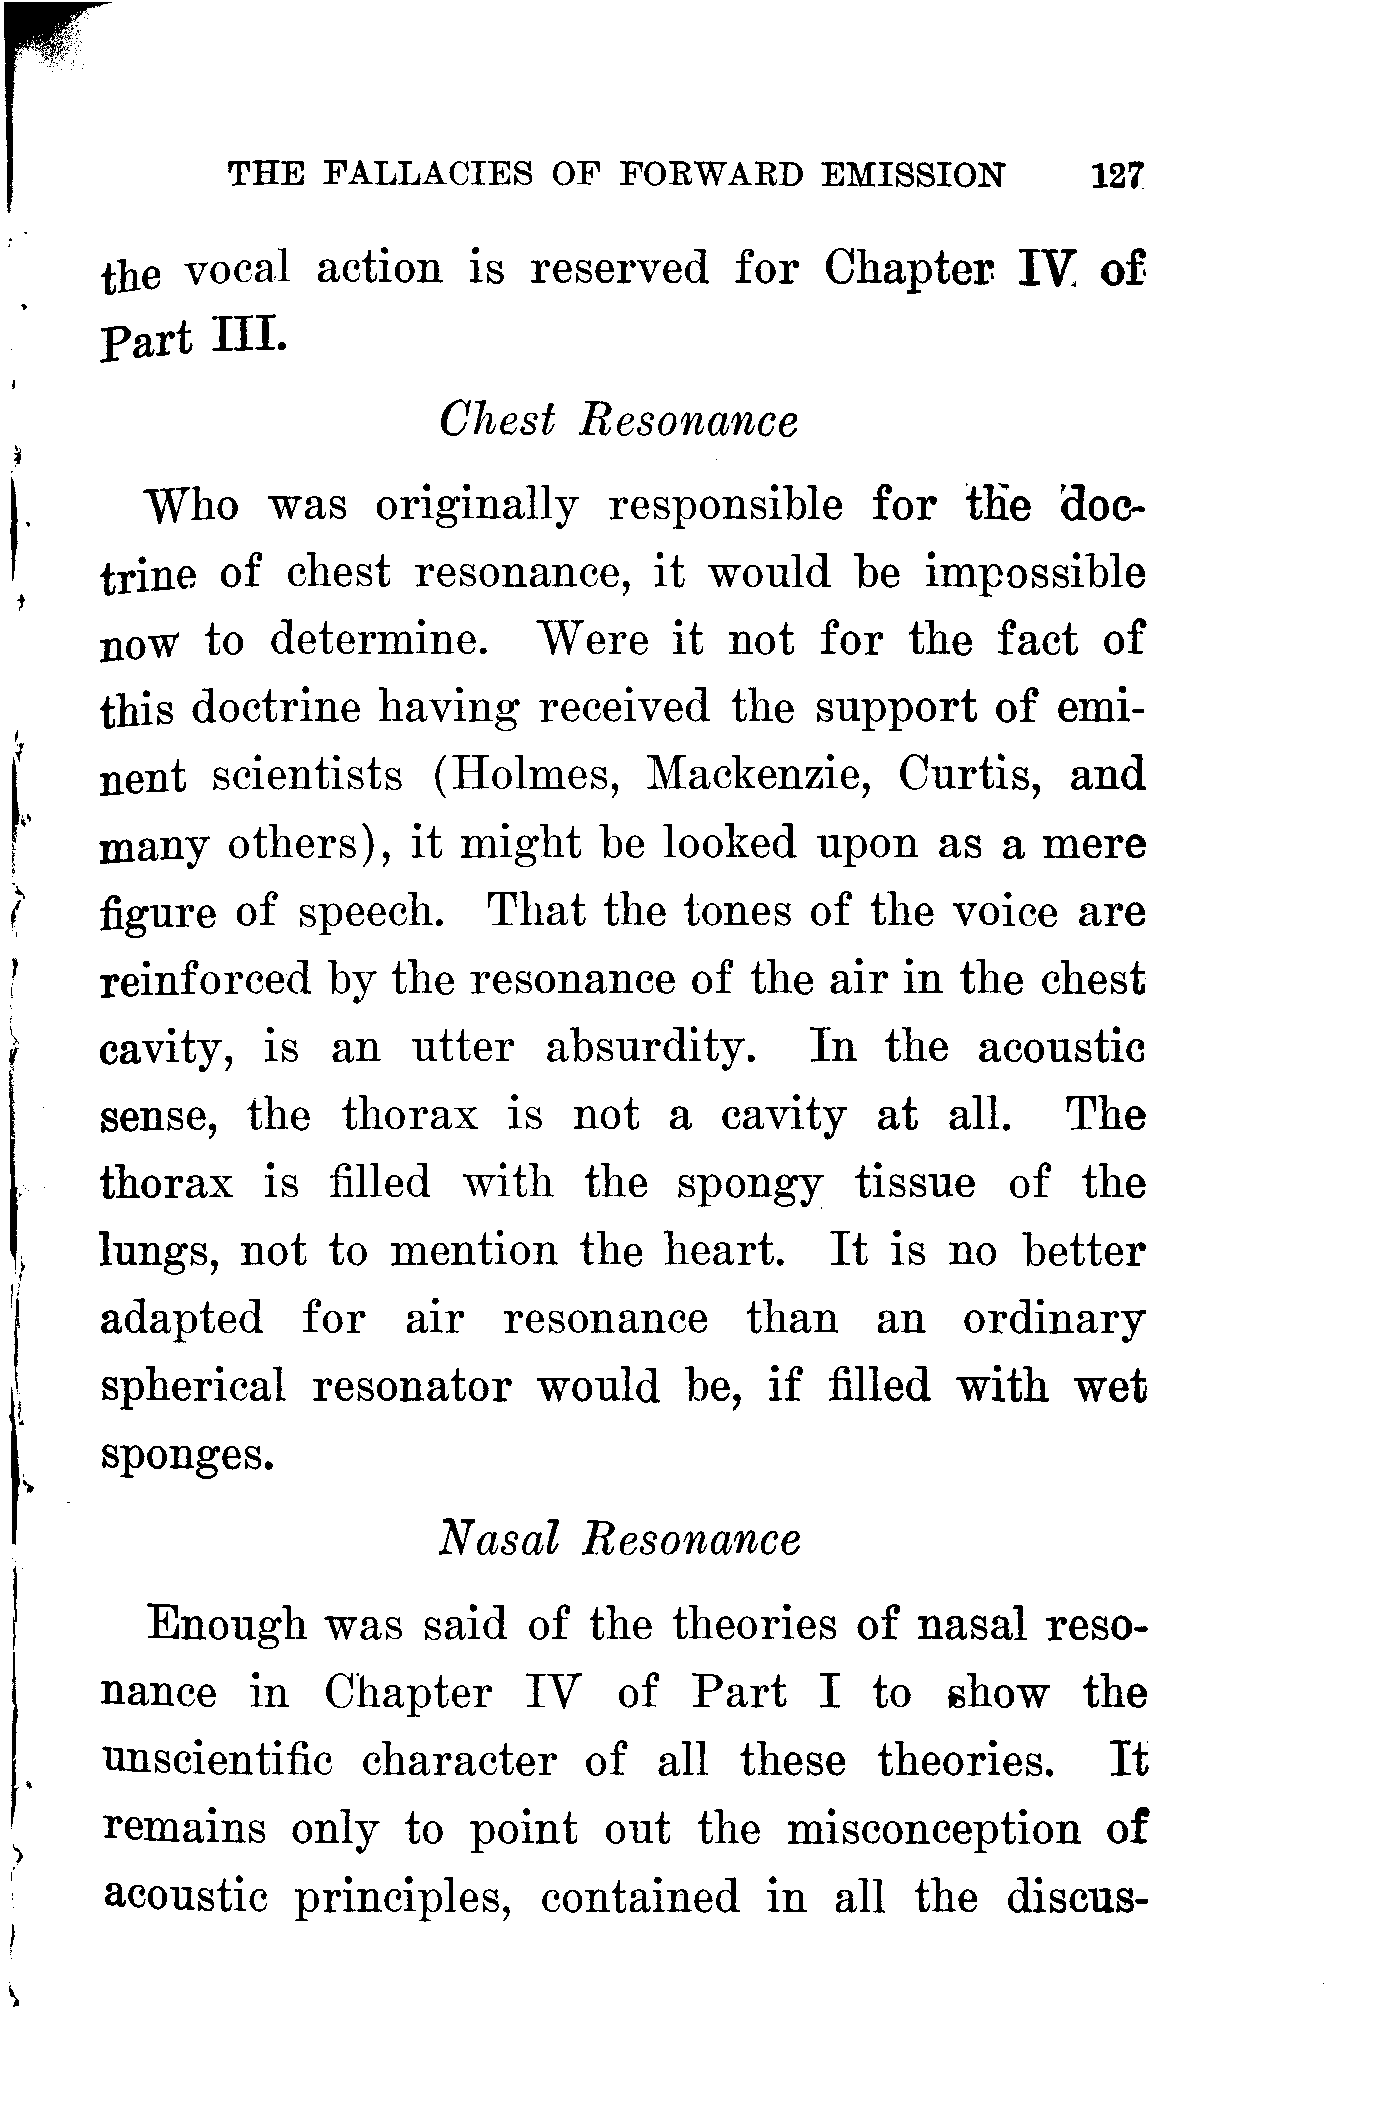 THE FALLACIES OF FORWARD EMISSION 127
the vocal action is reserved for Chapter IV of
Part III.
Chest Resonance
Who was originally responsible for the doc-
trine of chest resonance, it would be impossible
now to determine. Were it not for the fact of
this doctrine having received the support of emi-
nent scientists (Holmes, Mackenzie, Curtis, and
many others), it might be looked upon as a mere
figure of speech. That the tones of the voice are
reinforced by the resonance of the air in the chest
cavity, is an utter absurdity. In the acoustic
sense, the thorax is not a cavity at all. The
thorax is filled with the spongy tissue of the
lungs, not to mention the heart. It is no better
adapted for air resonance than an ordinary
spherical resonator would be, if filled with wet
sponges.
Nasal Resonance
Enough was said of the theories of nasal reso-
nance in Chapter IV of Part I to show the
unscientific character of all these theories. It
remains only to point out the misconception of
acoustic principles, contained in all the discus-